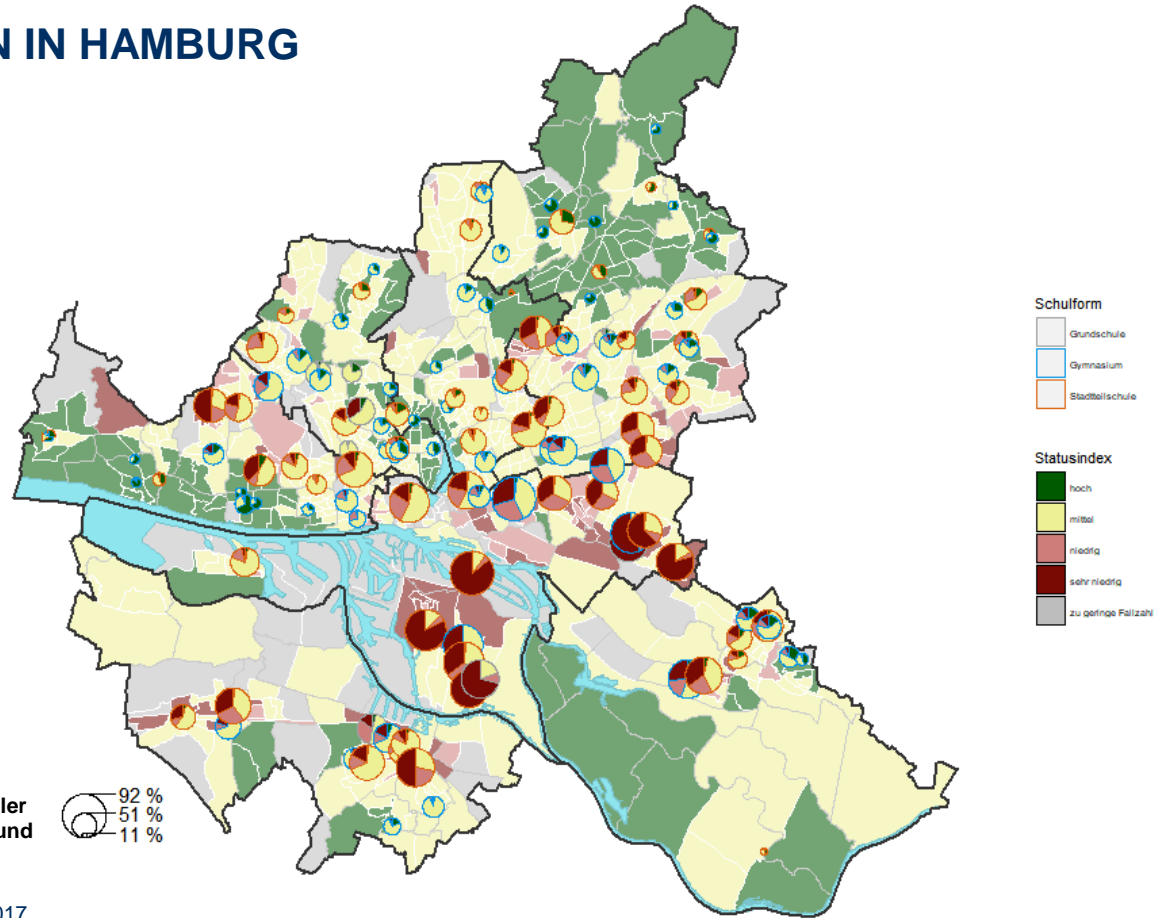 N IN HAMBURG
Schulform
Grundschule
Gymnasium
Stadtteilschule
Statusindex
hoch
mittel
niedrig
sehr niedrig
zu geringe Fallzahl
ler
und
92 %
51 %
11 %
017